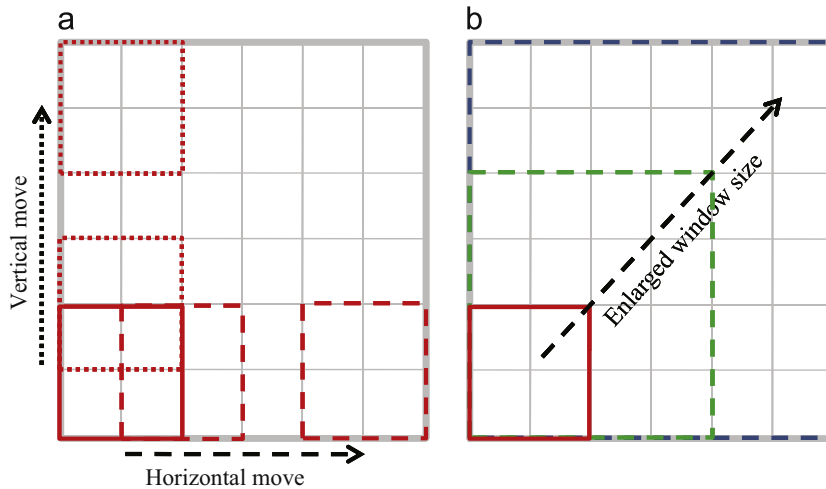 a
b
Vertical move
Horizontal move
Enlarged window size